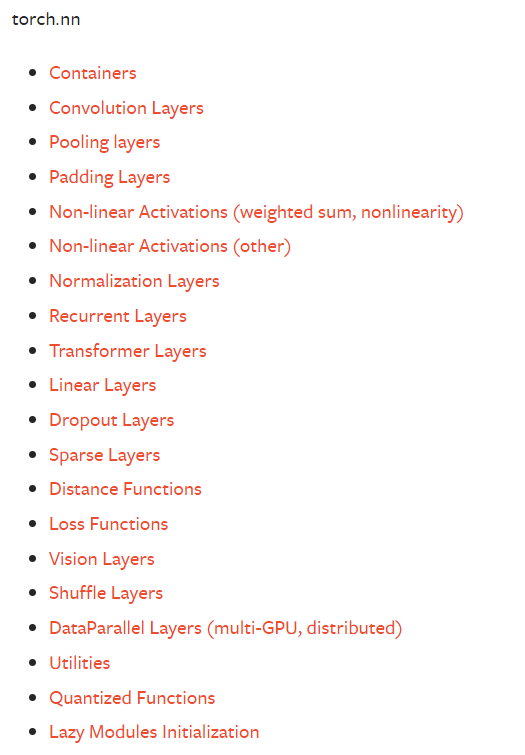 torch.nn
Containers
Convolution Layers
Pooling layers
Padding Layers
Non-linear Activations (weighted sum, nonlinearity)
Non-linear Activations (other)
Normalization Layers
Recurrent Layers
Transformer Layers
Linear Layers
Dropout Layers
Sparse Layers
Distance Functions
Loss Functions
Vision Layers
Shuffle Layers
DataParallel Layers (multi-GPU, distributed)
Utilities
Quantized Functions
Lazy Modules Initialization